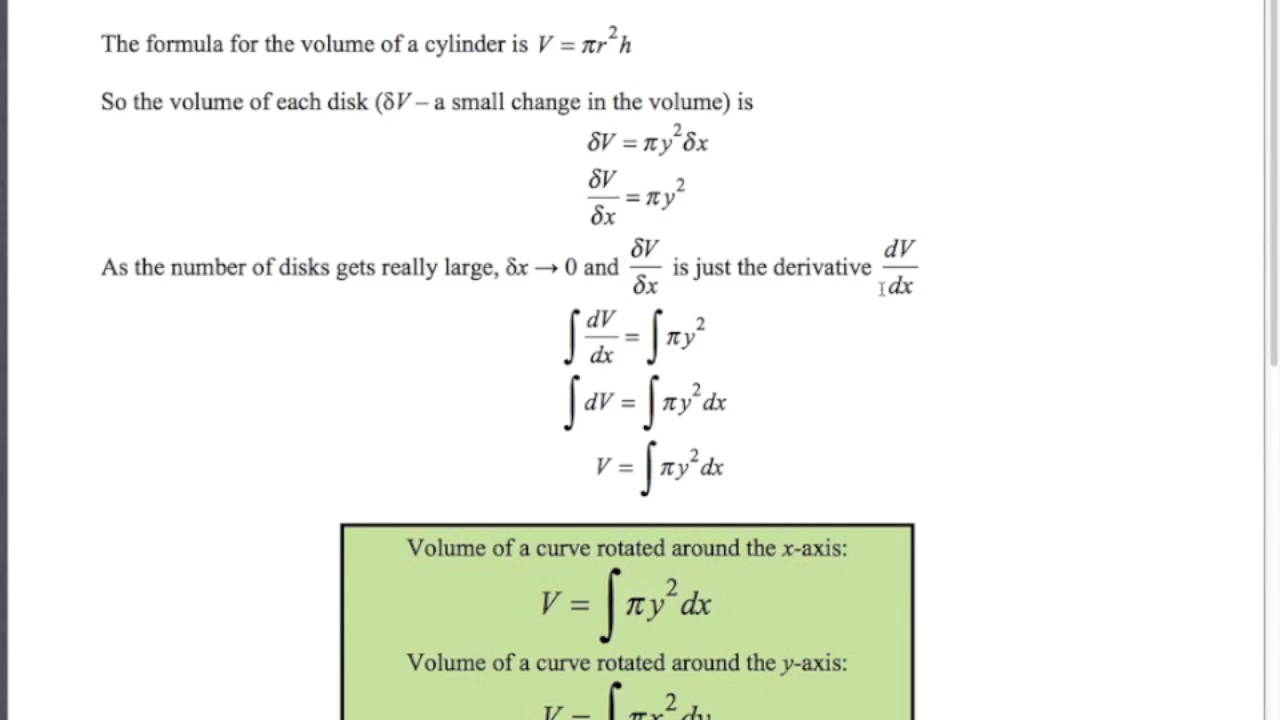 The formula for the volume of a cylinder is V = πr²h
So the volume of each disk (δV – a small change in the volume) is
δV = πy²δx
δV/δx = πy²
As the number of disks gets really large, δx → 0 and δV/δx is just the derivative dV/dx
∫ dV/dx = ∫ πy²
∫ dV = ∫ πy² dx
V = ∫ πy² dx
Volume of a curve rotated around the x-axis:
V = ∫ πy² dx
Volume of a curve rotated around the y-axis:
V = ∫ πx² dy